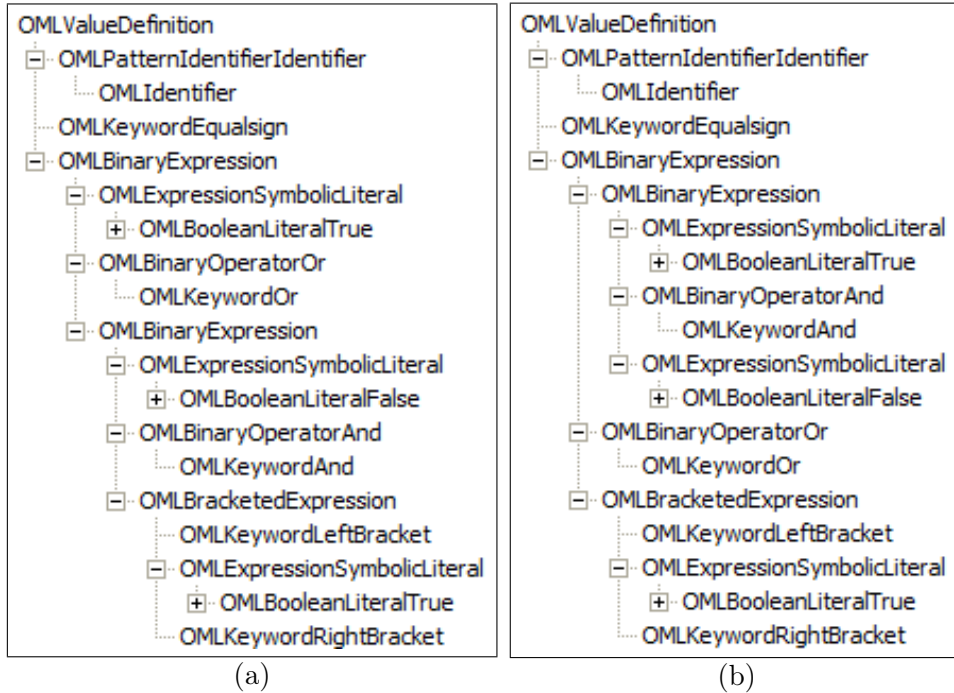 OMLValueDefinition
OMLPatternIdentifierIdentifier
OMLIdentifier
OMLKeywordEqualsign
OMLBinaryExpression
OMLExpressionSymbolicLiteral
OMLBooleanLiteralTrue
OMLBinaryOperatorOr
OMLKeywordOr
OMLBinaryExpression
OMLExpressionSymbolicLiteral
OMLBooleanLiteralFalse
OMLBinaryOperatorAnd
OMLKeywordAnd
OMLBracketedExpression
OMLKeywordLeftBracket
OMLExpressionSymbolicLiteral
OMLBooleanLiteralTrue
OMLKeywordRightBracket
(a)
OMLValueDefinition
OMLPatternIdentifierIdentifier
OMLIdentifier
OMLKeywordEqualsign
OMLBinaryExpression
OMLBinaryExpression
OMLExpressionSymbolicLiteral
OMLBooleanLiteralTrue
OMLBinaryOperatorAnd
OMLKeywordAnd
OMLExpressionSymbolicLiteral
OMLBooleanLiteralFalse
OMLBinaryOperatorOr
OMLKeywordOr
OMLBracketedExpression
OMLKeywordLeftBracket
OMLExpressionSymbolicLiteral
OMLBooleanLiteralTrue
OMLKeywordRightBracket
(b)